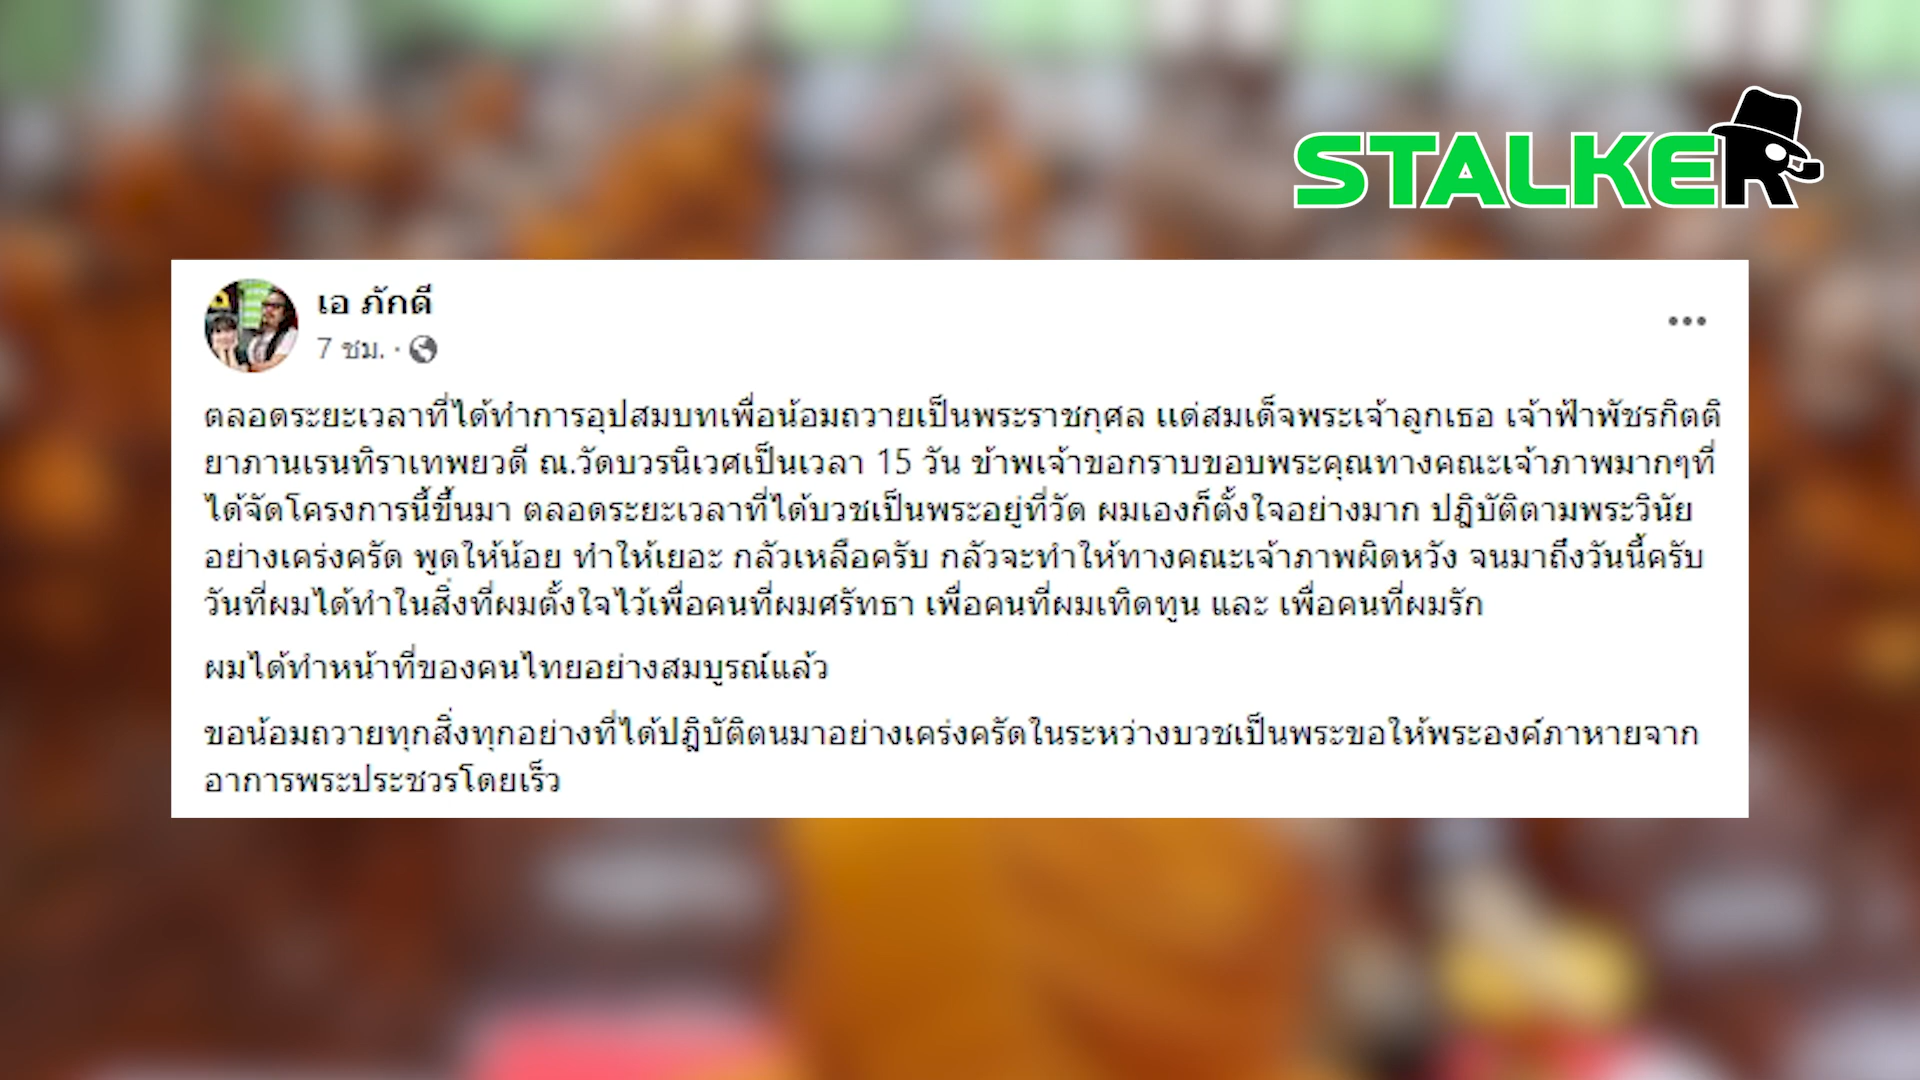 STALKER
เอ ภักดี
7 ชม. ·
ตลอดระยะเวลาที่ได้ทำการอุปสมบทเพื่อน้อมถวายเป็นพระราชกุศล แด่สมเด็จพระเจ้าลูกเธอ เจ้าฟ้าพัชรกิตติ
ยาภานเรนทิราเทพยวดี ณ.วัดบวรนิเวศเป็นเวลา 15 วัน ข้าพเจ้าขอกราบขอบพระคุณทางคณะเจ้าภาพมากๆที่
ได้จัดโครงการนี้ขึ้นมา ตลอดระยะเวลาที่ได้บวชเป็นพระอยู่ที่วัด ผมเองก็ตั้งใจอย่างมาก ปฎิบัติตามพระวินัย
อย่างเคร่งครัด พูดให้น้อย ทำให้เยอะ กลัวเหลือครับ กลัวจะทำให้ทางคณะเจ้าภาพผิดหวัง จนมาถึงวันนี้ครับ
วันที่ผมได้ทำในสิ่งที่ผมตั้งใจไว้เพื่อคนที่ผมศรัทธา เพื่อคนที่ผมเทิดทูน และ เพื่อคนที่ผมรัก
ผมได้ทำหน้าที่ของคนไทยอย่างสมบูรณ์แล้ว
ขอน้อมถวายทุกสิ่งทุกอย่างที่ได้ปฎิบัติตนมาอย่างเคร่งครัดในระหว่างบวชเป็นพระขอให้พระองค์ภาหายจาก
อาการพระประชวรโดยเร็ว